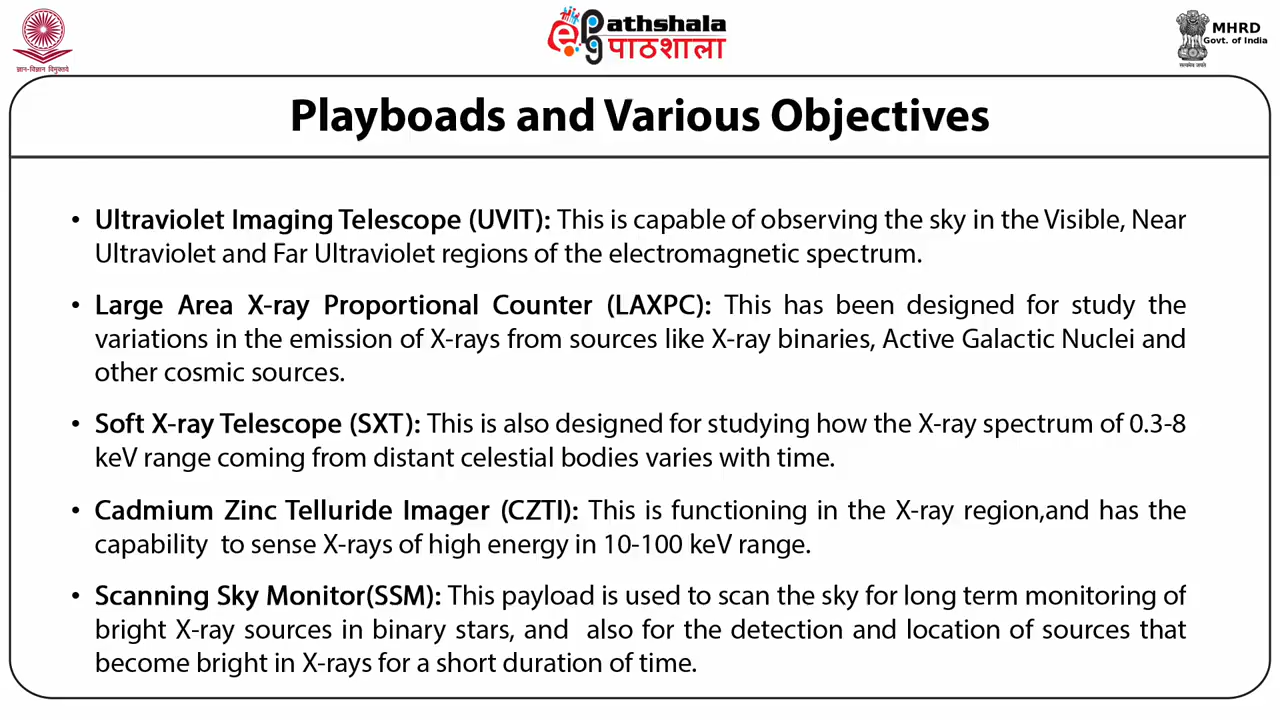 ज्ञान-विज्ञान विमुक्तये
ePG Pathshala
पाठशाला
MHRD
Govt. of India
सत्यमेव जयते
Playboads and Various Objectives
• Ultraviolet Imaging Telescope (UVIT): This is capable of observing the sky in the Visible, Near
Ultraviolet and Far Ultraviolet regions of the electromagnetic spectrum.
• Large Area X-ray Proportional Counter (LAXPC): This has been designed for study the
variations in the emission of X-rays from sources like X-ray binaries, Active Galactic Nuclei and
other cosmic sources.
• Soft X-ray Telescope (SXT): This is also designed for studying how the X-ray spectrum of 0.3-8
keV range coming from distant celestial bodies varies with time.
• Cadmium Zinc Telluride Imager (CZTI): This is functioning in the X-ray region,and has the
capability  to sense X-rays of high energy in 10-100 keV range.
• Scanning Sky Monitor(SSM): This payload is used to scan the sky for long term monitoring of
bright X-ray sources in binary stars, and  also for the detection and location of sources that
become bright in X-rays for a short duration of time.